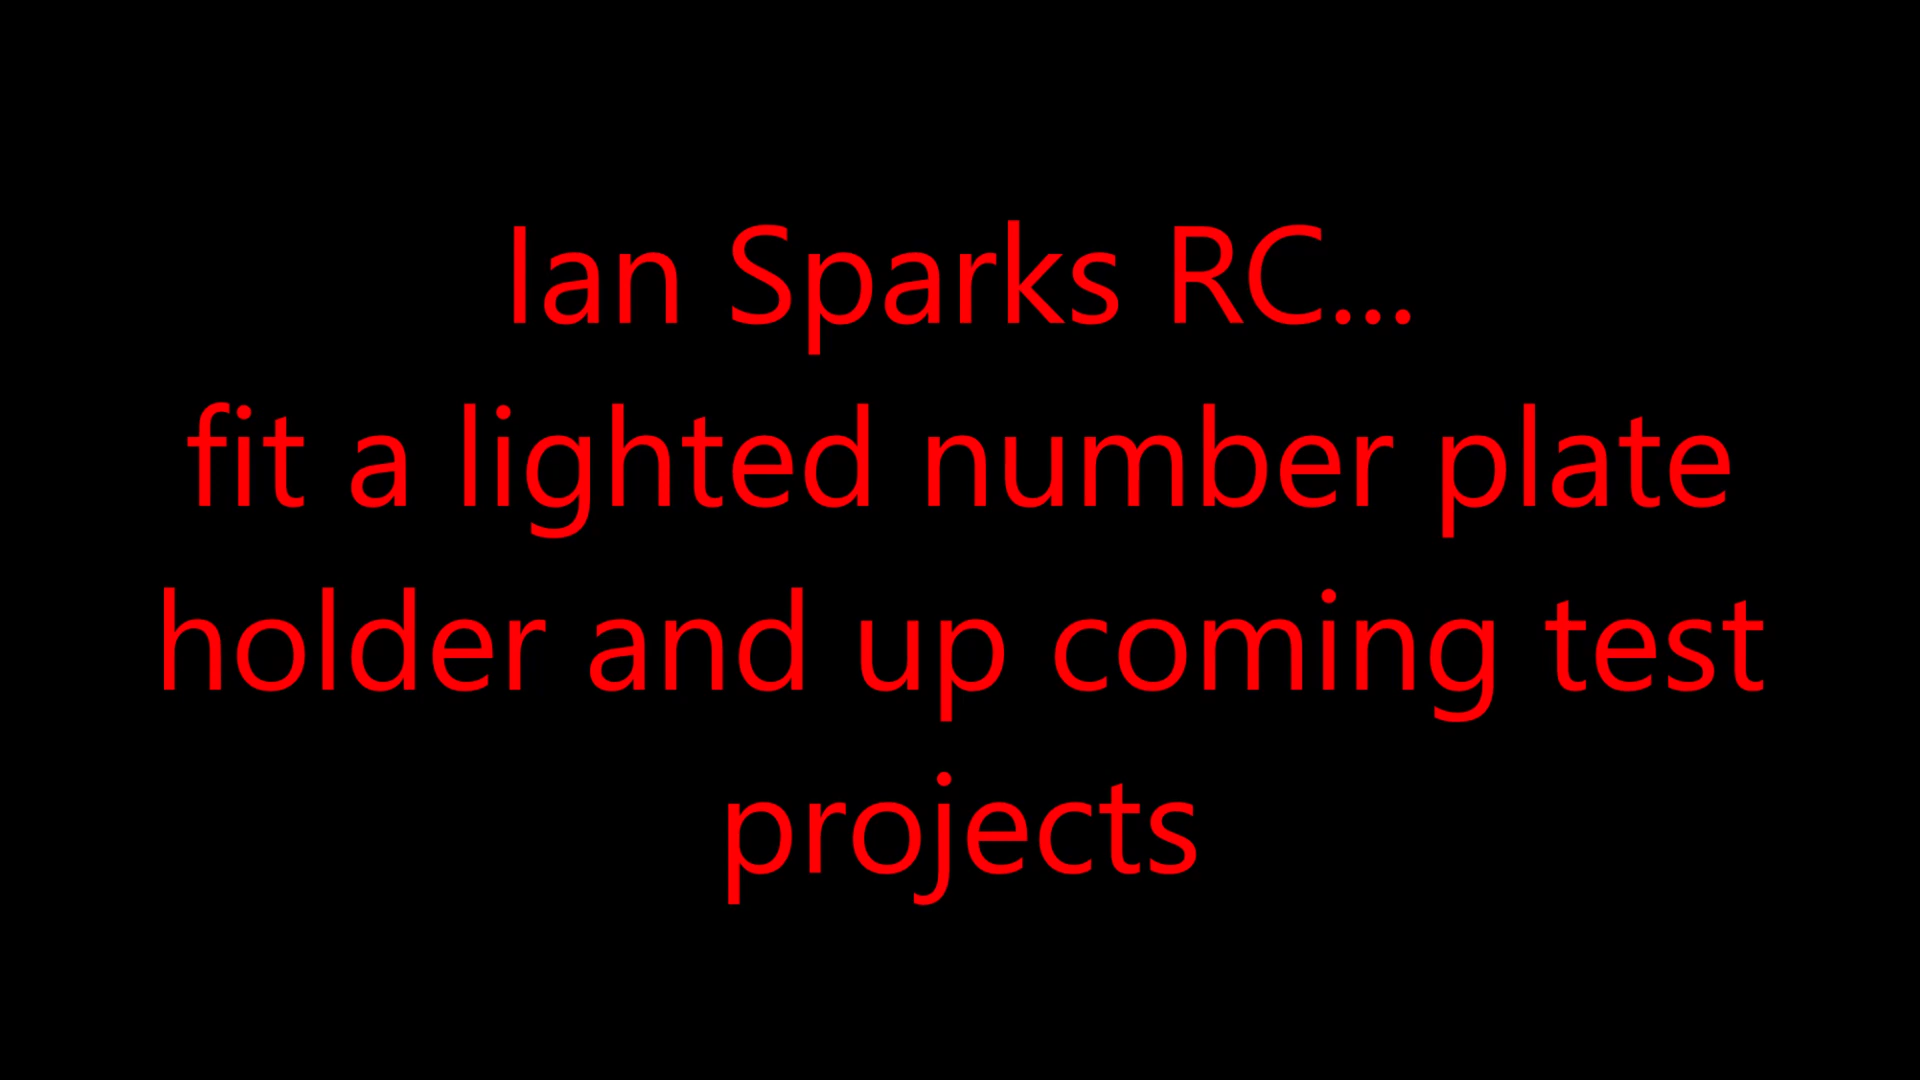 Ian Sparks RC...
fit a lighted number plate
holder and up coming test
projects